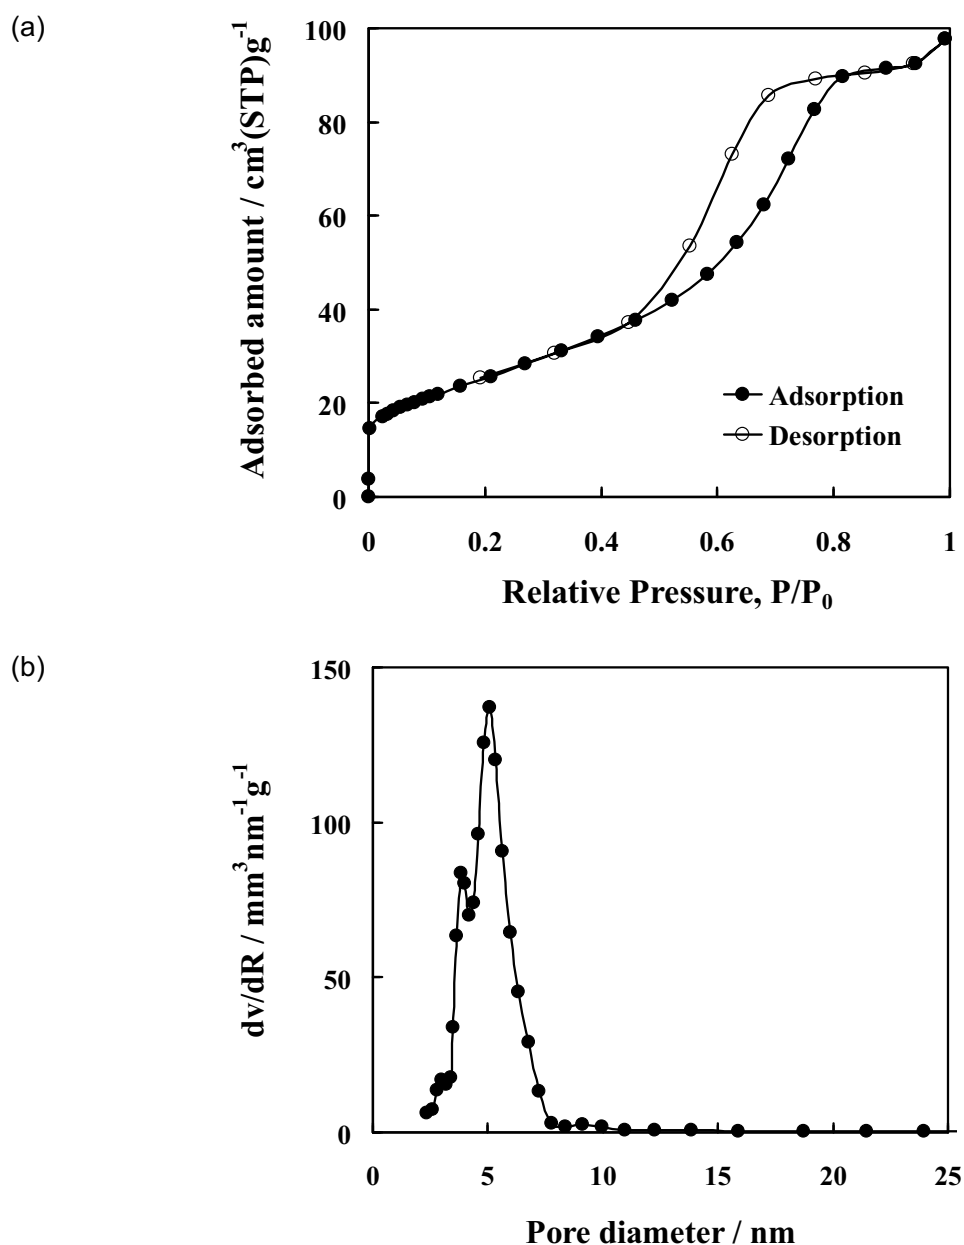 (a)
Adsorbed amount / cm³(STP)g⁻¹
100
80
60
40
20
0
Adsorption
Desorption
0 0.2 0.4 0.6 0.8 1
Relative Pressure, P/P₀
(b)
dv/dR / mm³nm⁻¹g⁻¹
150
100
50
0
0 5 10 15 20 25
Pore diameter / nm